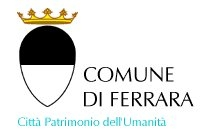 COMUNE
DI FERRARA
Città Patrimonio dell'Umanità